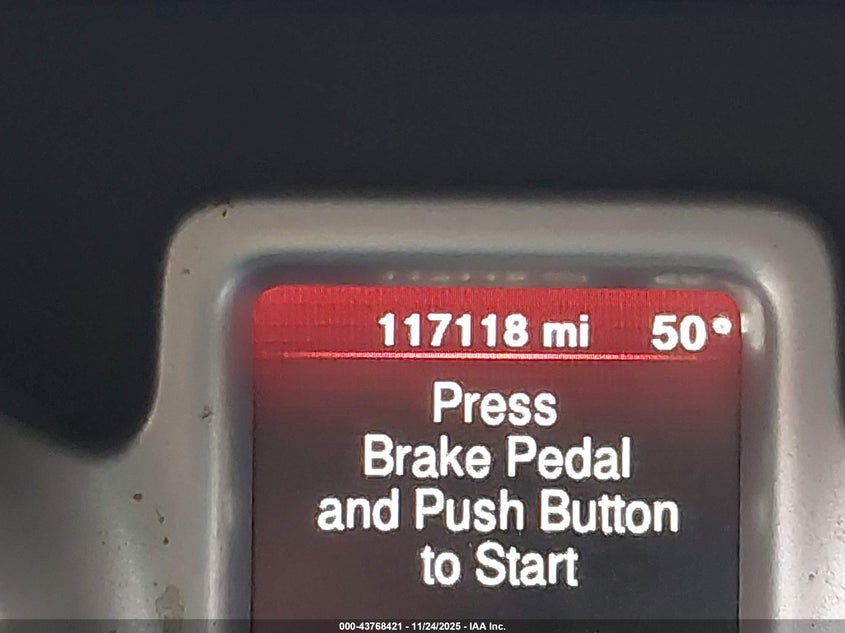 117118 mi 50°
Press
Brake Pedal
and Push Button
to Start
000-43768421 - 11/24/2025 - IAA Inc.